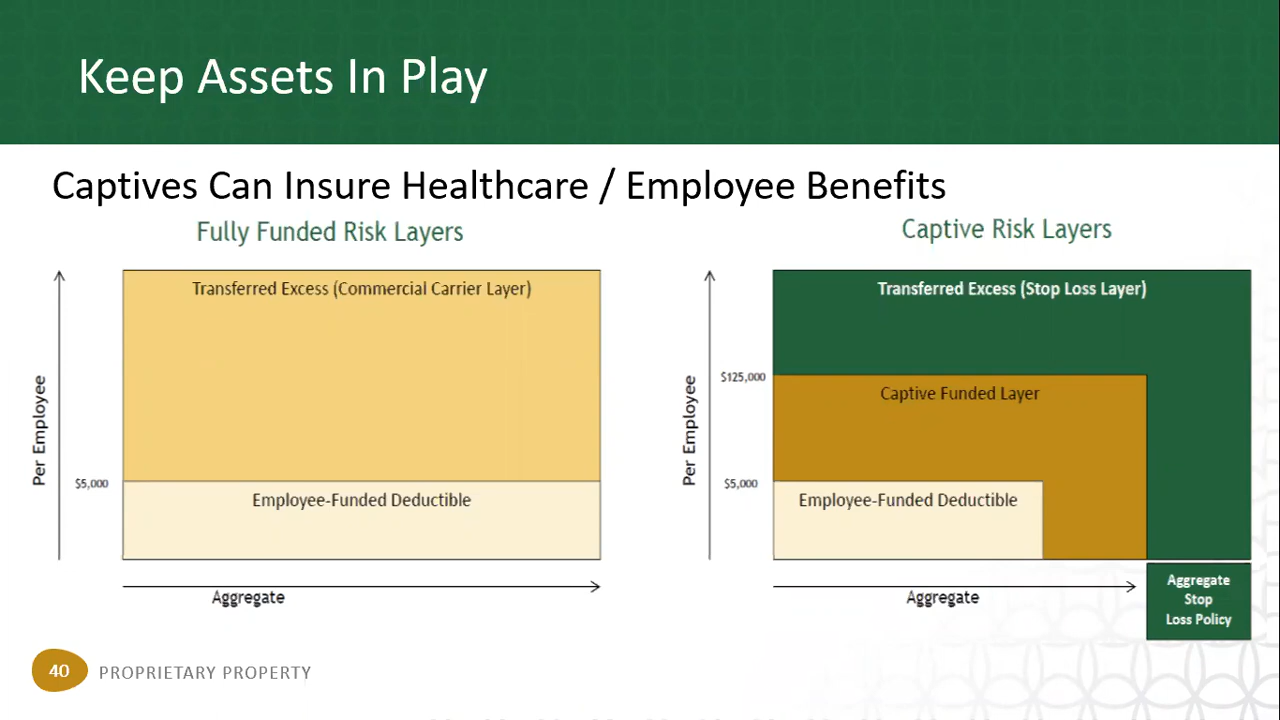 Keep Assets In Play
Captives Can Insure Healthcare / Employee Benefits
Fully Funded Risk Layers
Transferred Excess (Commercial Carrier Layer)
Per Employee
$5,000
Employee-Funded Deductible
Aggregate
Captive Risk Layers
Transferred Excess (Stop Loss Layer)
$125,000
Captive Funded Layer
Per Employee
$5,000
Employee-Funded Deductible
Aggregate
Aggregate
Stop
Loss Policy
40
PROPRIETARY PROPERTY